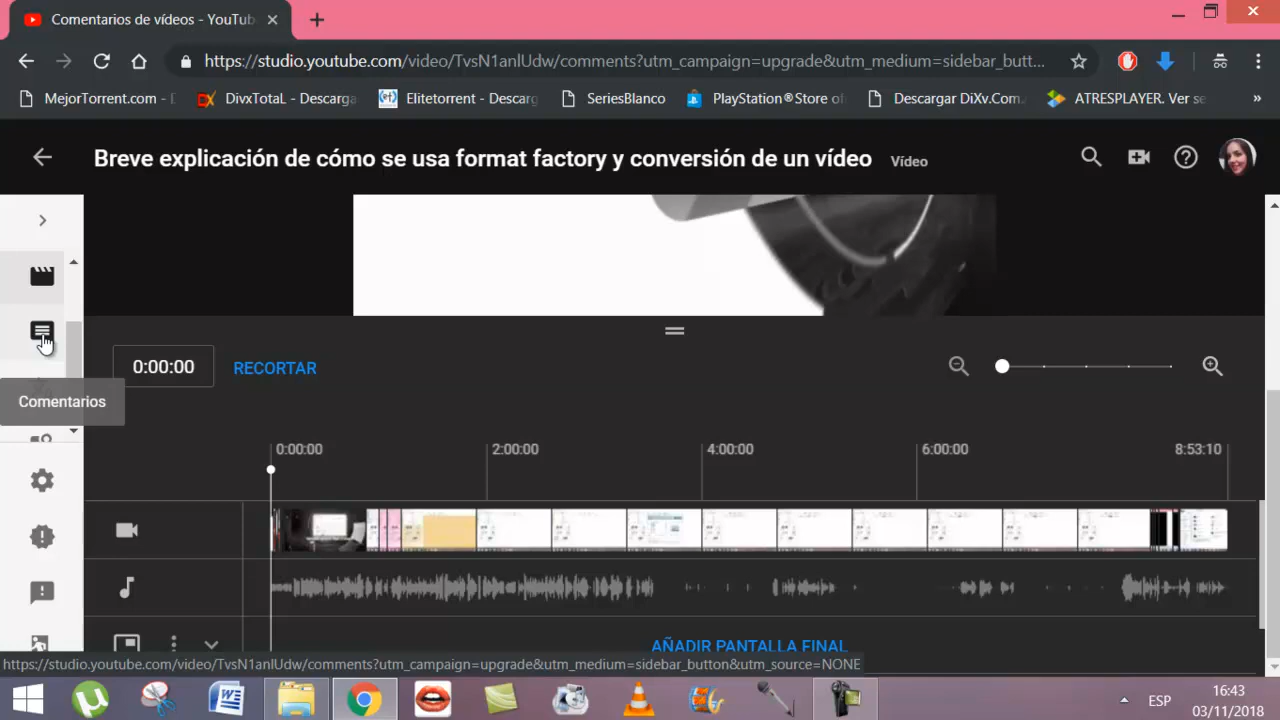 Comentarios de vídeos - YouTub
https://studio.youtube.com/video/TvsN1anlUdw/comments?utm_campaign=upgrade&utm_medium=sidebar_butt...
MejorTorrent.com -
DivxTotaL - Descarga
Elitetorrent - Descarg
SeriesBlanco
PlayStation®Store of
Descargar DiXv.Com
ATRESPLAYER. Ver se
»
Breve explicación de cómo se usa format factory y conversión de un vídeo Vídeo
0:00:00 RECORTAR
Comentarios
0:00:00 2:00:00 4:00:00 6:00:00 8:53:10
AÑADIR PANTALLA FINAL
https://studio.youtube.com/video/TvsN1anlUdw/comments?utm_campaign=upgrade&utm_medium=sidebar_button&utm_source=NONE
ESP
16:43
03/11/2018